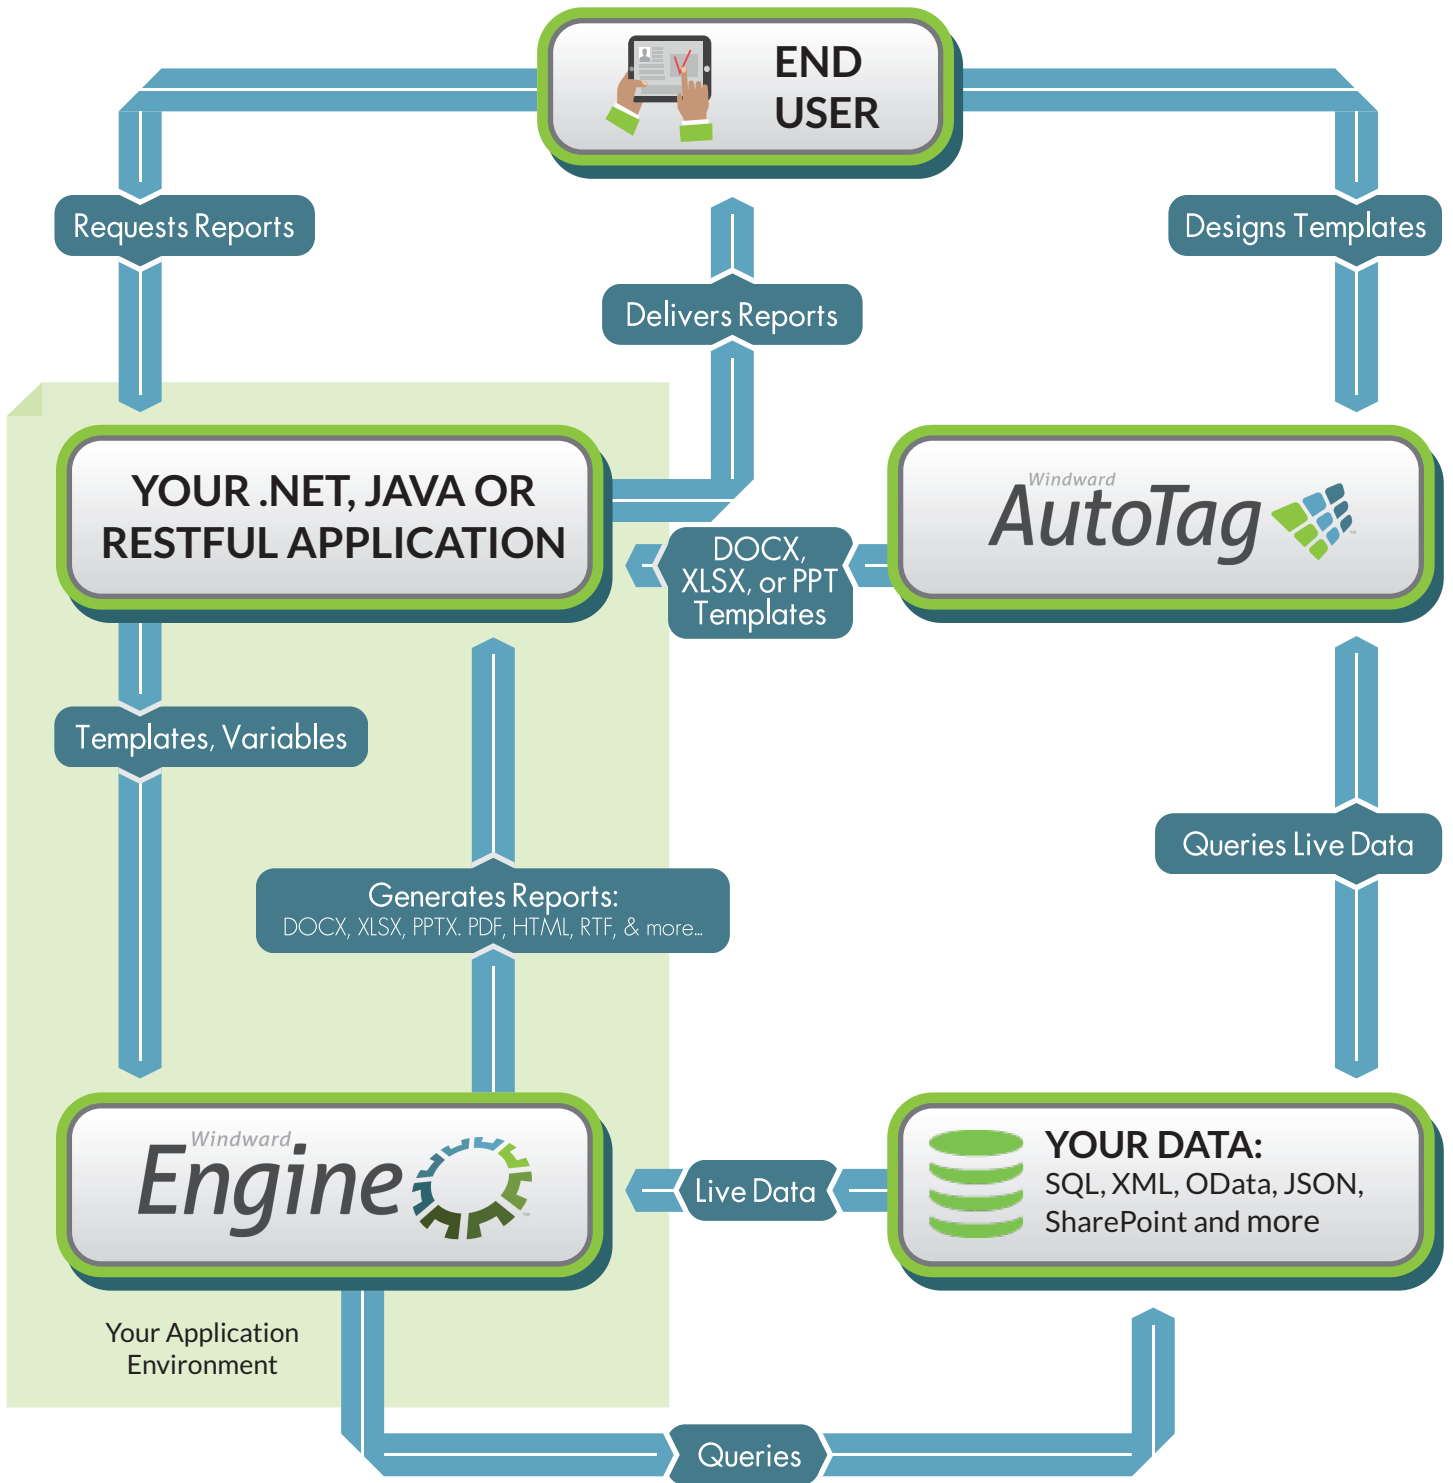 END
USER
Requests Reports
Designs Templates
Delivers Reports
YOUR .NET, JAVA OR
RESTFUL APPLICATION
Windward
AutoTag
DOCX,
XLSX, or PPT
Templates
Templates, Variables
Queries Live Data
Generates Reports:
DOCX, XLSX, PPTX. PDF, HTML, RTF, & more...
Windward
Engine
Live Data
YOUR DATA:
SQL, XML, OData, JSON,
SharePoint and more
Your Application
Environment
Queries